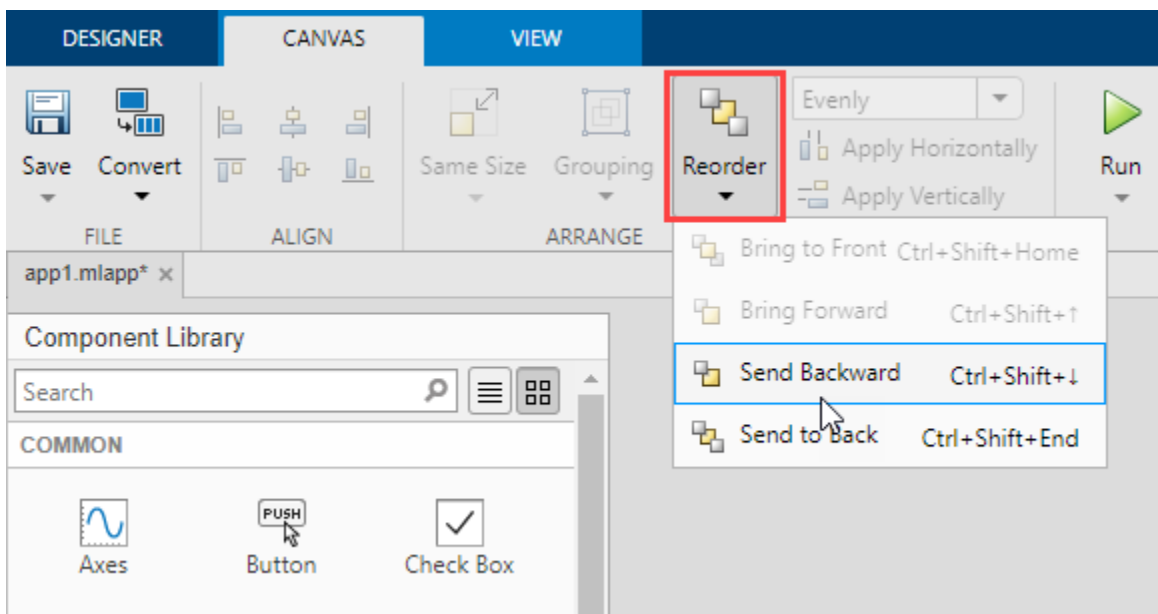 DESIGNER CANVAS VIEW
Evenly
Save Convert Same Size Grouping Reorder Apply Horizontally Run
Apply Vertically
FILE ALIGN ARRANGE
Bring to Front Ctrl+Shift+Home
app1.mlapp* ×
Bring Forward Ctrl+Shift+↑
Component Library
Send Backward Ctrl+Shift+↓
Search
Send to Back Ctrl+Shift+End
COMMON
PUSH
Axes Button Check Box